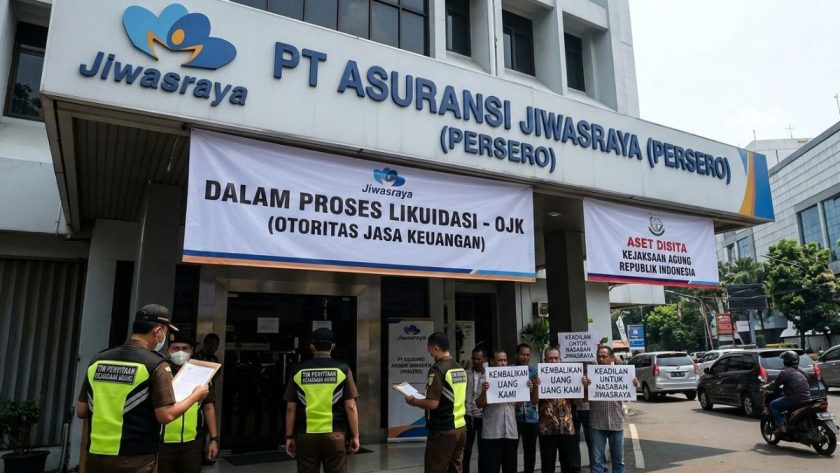 Jiwasraya
PT ASURANSI JIWASRAYA (PERSERO)
(PERSERO)
Jiwasraya
DALAM PROSES LIKUIDASI - OJK
(OTORITAS JASA KEUANGAN)
ASET DISITA
KEJAKSAAN AGUNG
REPUBLIK INDONESIA
TIM PENYITAAN
KEJAKSAAN AGUNG
Jiwasraya
PT ASURANSI
(PERSERO)
KEMBALIKAN
UANG
KAMI
KEMBALIKAN
UANG KAMI
KEADILAN
UNTUK
NASABAH
JIWASRAYA
KEADILAN
UNTUK NASABAH
JIWASRAYA